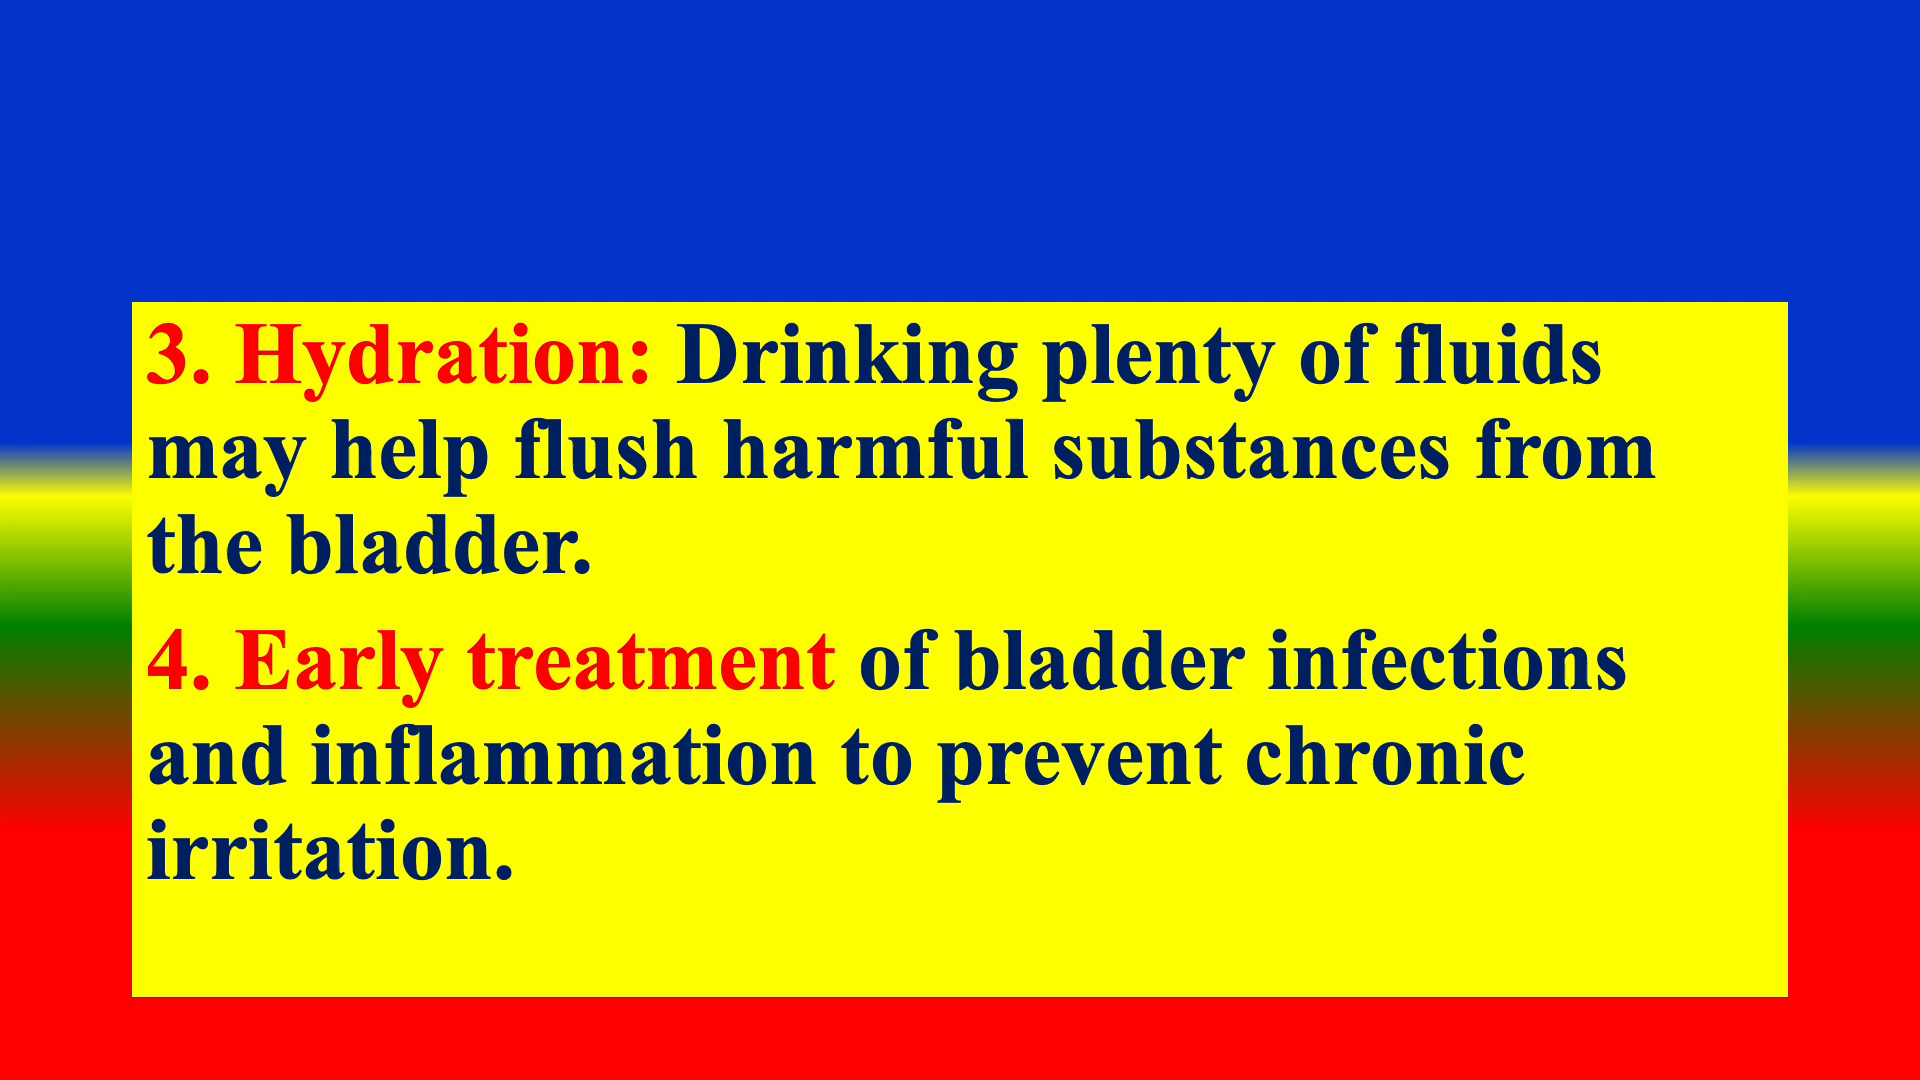 3. Hydration: Drinking plenty of fluids
may help flush harmful substances from
the bladder.
4. Early treatment of bladder infections
and inflammation to prevent chronic
irritation.